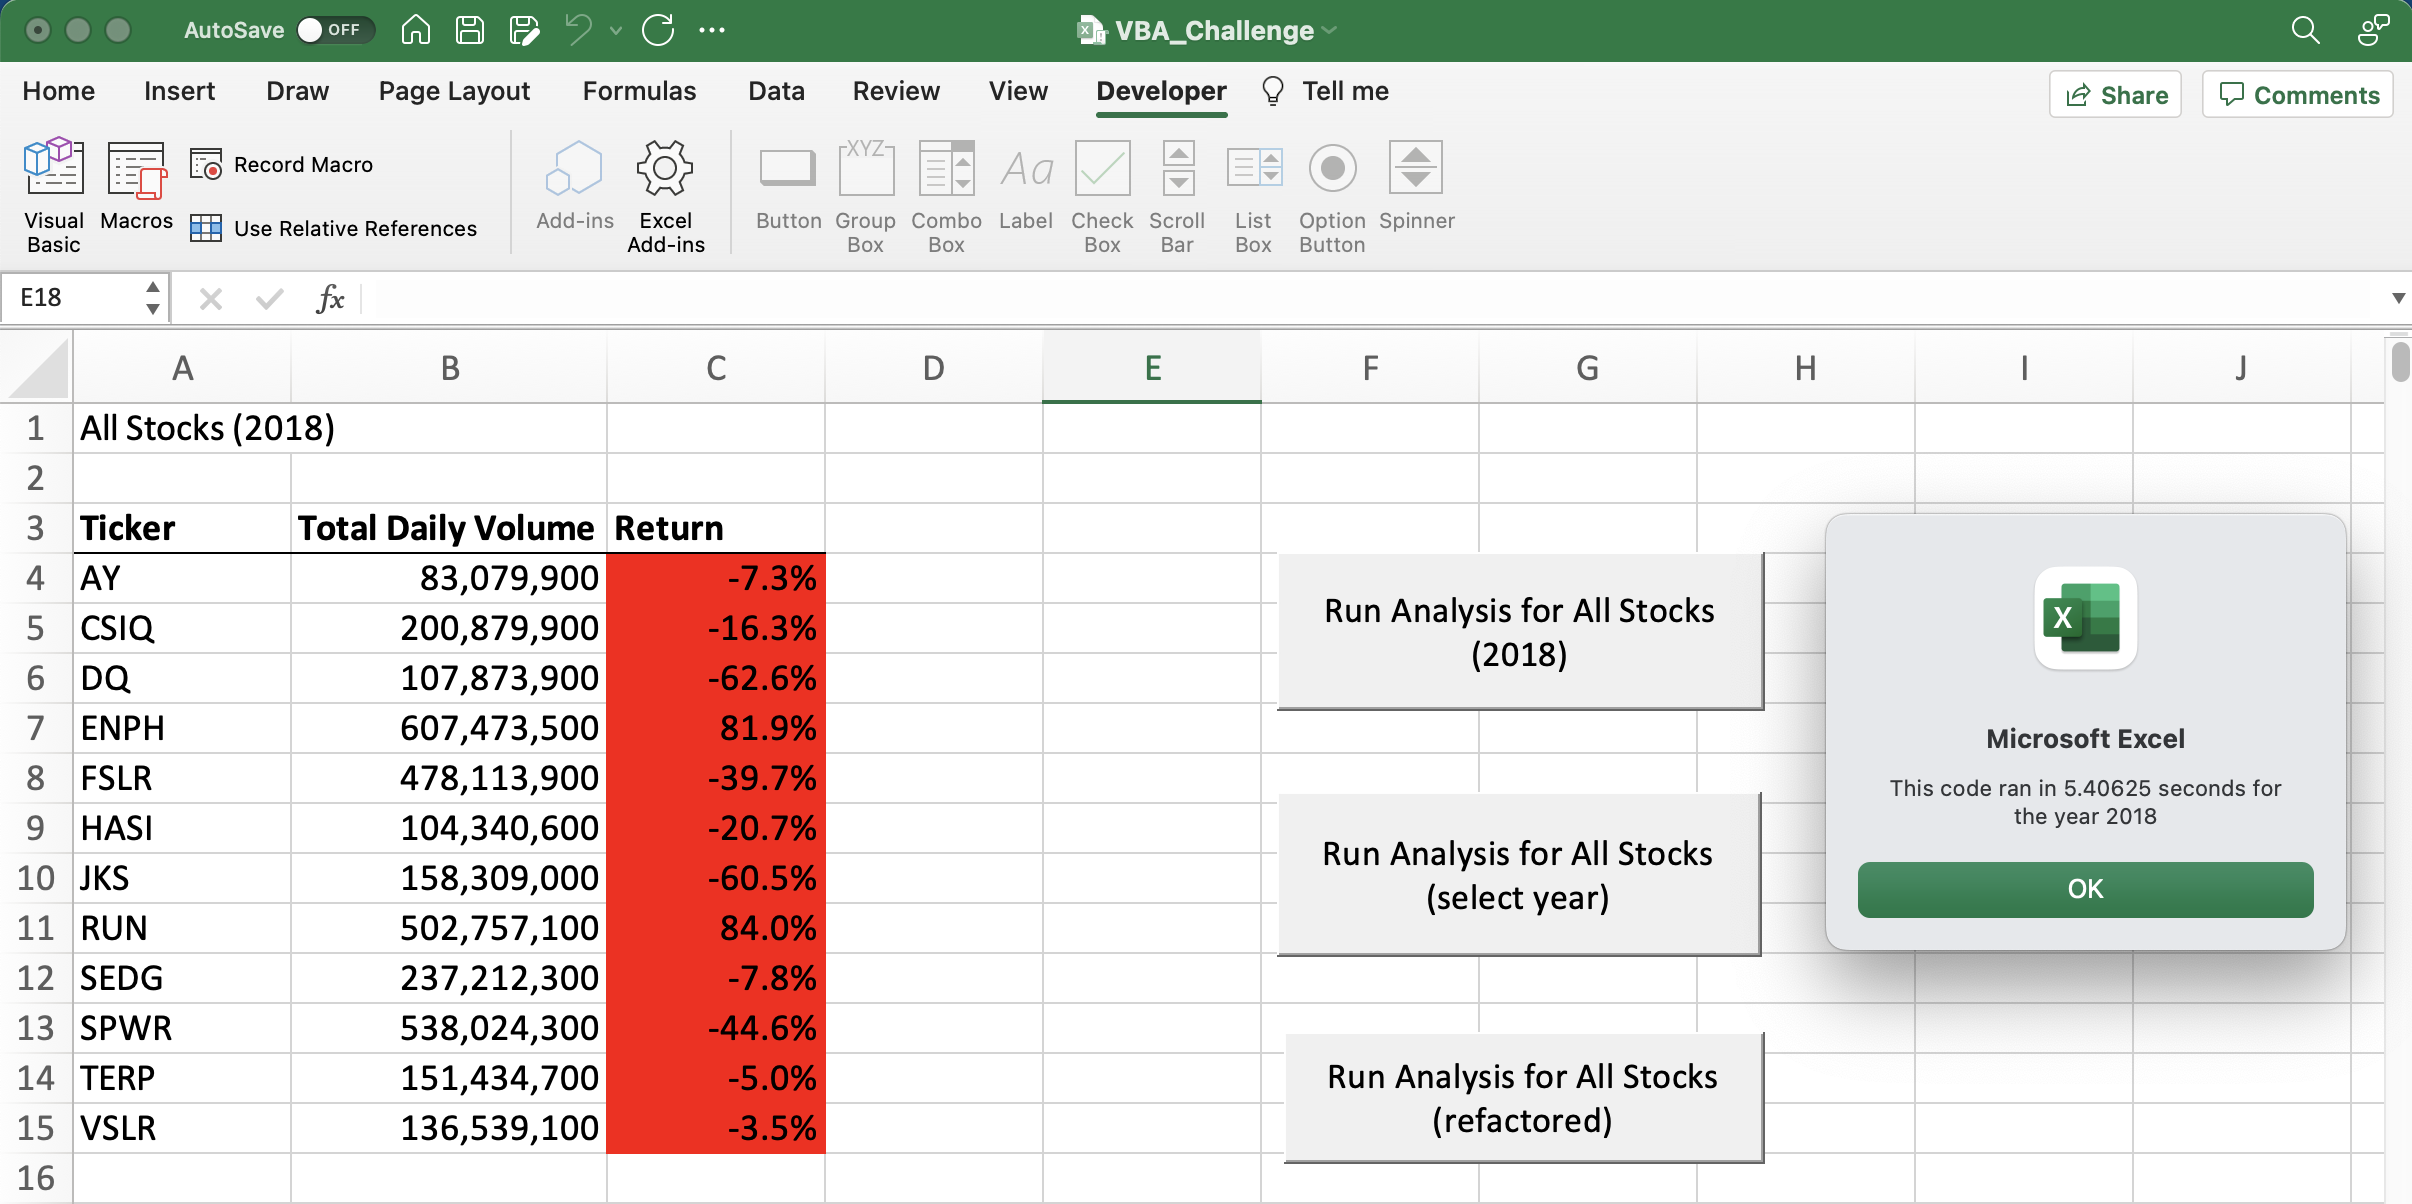 AutoSave OFF VBA_Challenge
Home Insert Draw Page Layout Formulas Data Review View Developer Tell me Share Comments
Visual Basic
Macros
Record Macro
Use Relative References
Add-ins
Excel Add-ins
Button
XYZ
Group Box
Combo Box
Aa
Label
Check Box
Scroll Bar
List Box
Option Button
Spinner
E18 fx
A B C D E F G H I J
1 All Stocks (2018)
2
3 Ticker Total Daily Volume Return
4 AY 83,079,900 -7.3%
5 CSIQ 200,879,900 -16.3%
6 DQ 107,873,900 -62.6%
7 ENPH 607,473,500 81.9%
8 FSLR 478,113,900 -39.7%
9 HASI 104,340,600 -20.7%
10 JKS 158,309,000 -60.5%
11 RUN 502,757,100 84.0%
12 SEDG 237,212,300 -7.8%
13 SPWR 538,024,300 -44.6%
14 TERP 151,434,700 -5.0%
15 VSLR 136,539,100 -3.5%
16
Run Analysis for All Stocks
(2018)
Run Analysis for All Stocks
(select year)
Run Analysis for All Stocks
(refactored)
X
Microsoft Excel
This code ran in 5.40625 seconds for
the year 2018
OK